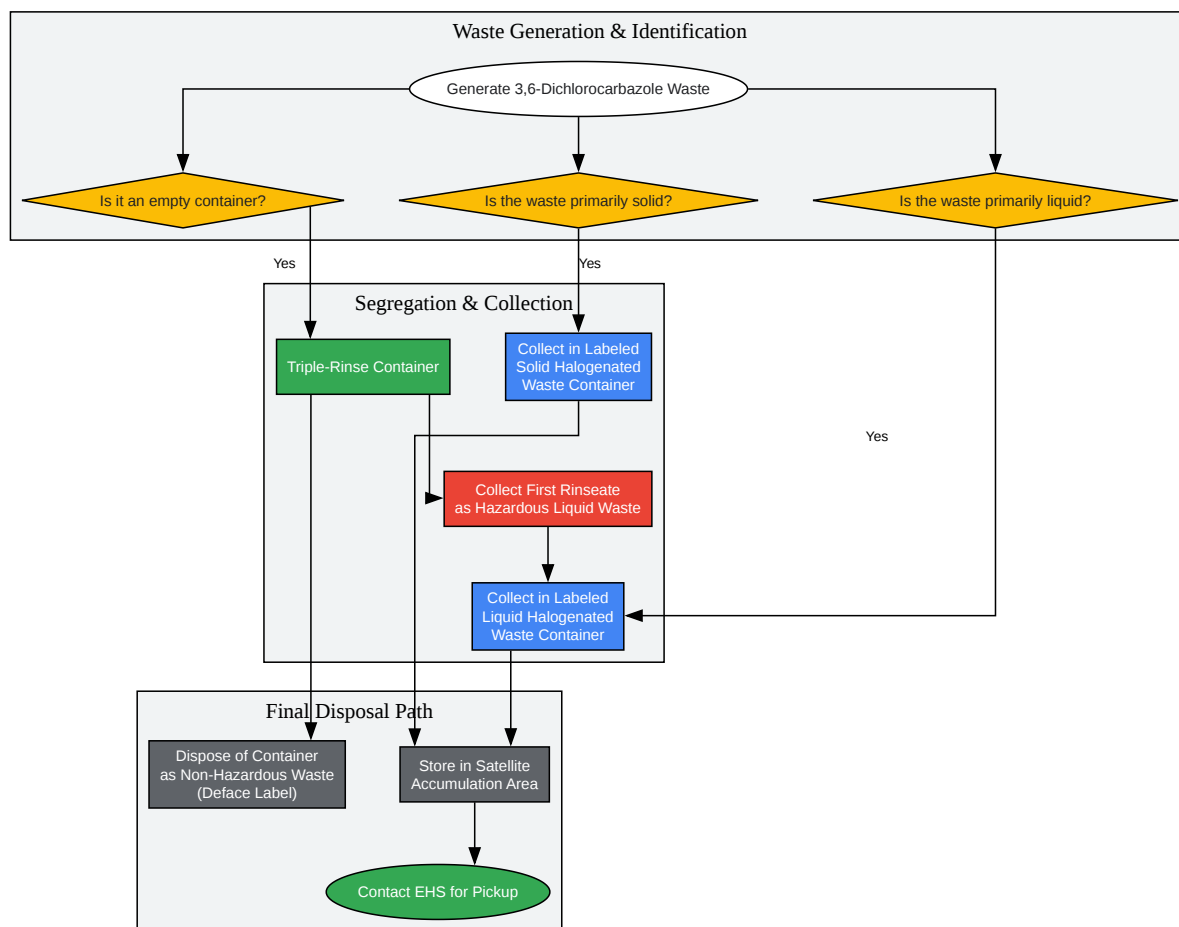 Waste Generation & Identification
Generate 3,6-Dichlorocarbazole Waste
Is it an empty container?
Is the waste primarily solid?
Is the waste primarily liquid?
Yes
Yes
Segregation & Collection
Triple-Rinse Container
Collect in Labeled
Solid Halogenated
Waste Container
Yes
Collect First Rinseate
as Hazardous Liquid Waste
Collect in Labeled
Liquid Halogenated
Waste Container
Final Disposal Path
Dispose of Container
as Non-Hazardous Waste
(Deface Label)
Store in Satellite
Accumulation Area
Contact EHS for Pickup